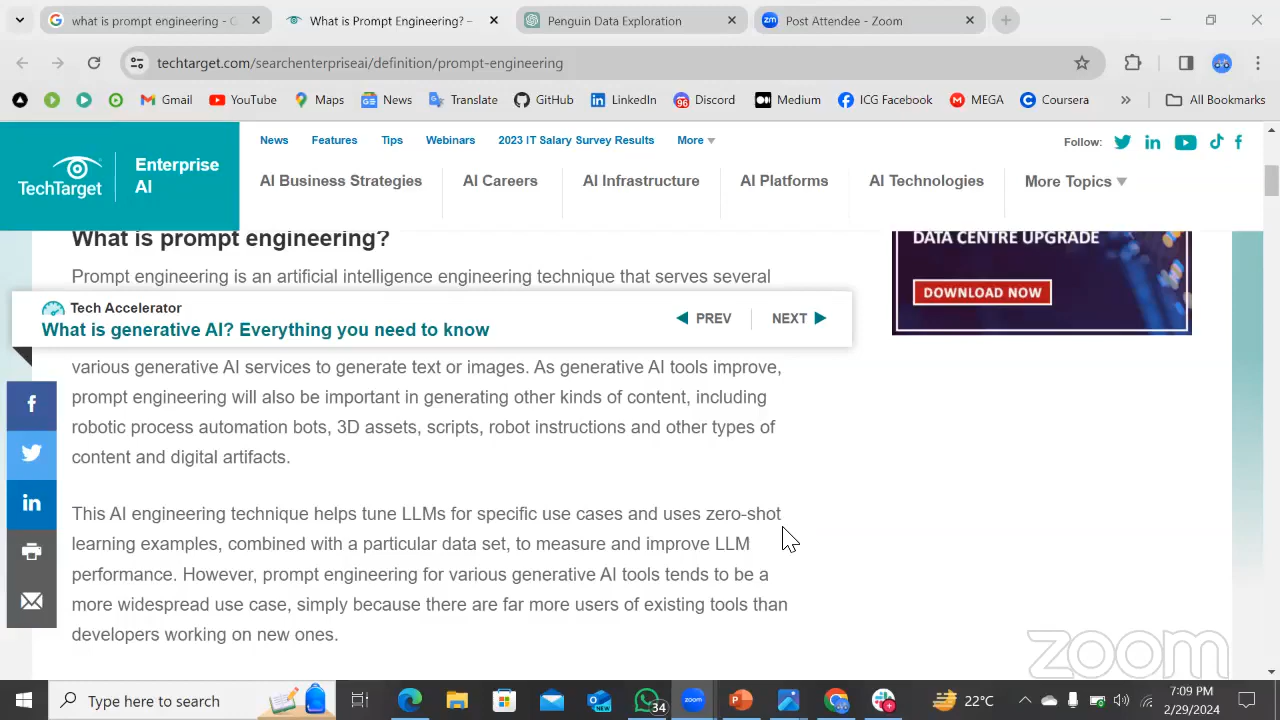 what is prompt engineering - G
What is Prompt Engineering? –
Penguin Data Exploration
Post Attendee - Zoom
techtarget.com/searchenterpriseai/definition/prompt-engineering
Gmail
YouTube
Maps
News
Translate
GitHub
LinkedIn
96
Discord
Medium
ICG Facebook
MEGA
Coursera
»
All Bookmarks
TechTarget
Enterprise
AI
News
Features
Tips
Webinars
2023 IT Salary Survey Results
More
Follow:
AI Business Strategies
AI Careers
AI Infrastructure
AI Platforms
AI Technologies
More Topics
What is prompt engineering?
Prompt engineering is an artificial intelligence engineering technique that serves several
Tech Accelerator
What is generative AI? Everything you need to know
PREV
NEXT
various generative AI services to generate text or images. As generative AI tools improve,
prompt engineering will also be important in generating other kinds of content, including
robotic process automation bots, 3D assets, scripts, robot instructions and other types of
content and digital artifacts.
This AI engineering technique helps tune LLMs for specific use cases and uses zero-shot
learning examples, combined with a particular data set, to measure and improve LLM
performance. However, prompt engineering for various generative AI tools tends to be a
more widespread use case, simply because there are far more users of existing tools than
developers working on new ones.
DATA CENTRE UPGRADE
DOWNLOAD NOW
zoom
Type here to search
34
zoom
22°C
7:09 PM
2/29/2024